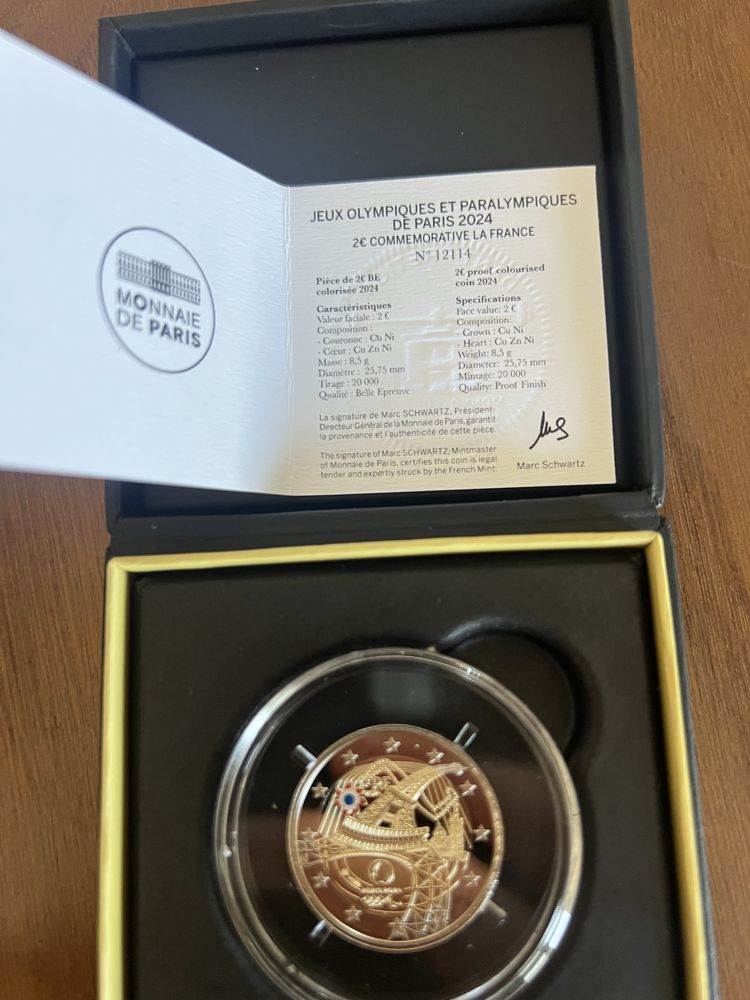 MONNAIE
DE PARIS
JEUX OLYMPIQUES ET PARALYMPIQUES
DE PARIS 2024
2€ COMMEMORATIVE LA FRANCE
N° 12114
Pièce de 2€ BE
colorisée 2024
Caractéristiques
Valeur faciale : 2 €
Composition :
- Couronne : Cu Ni
- Cœur : Cu Zn Ni
Masse : 8,5 g
Diamètre : 25,75 mm
Tirage : 20 000
Qualité : Belle Epreuve
2€ proof colourised
coin 2024
Specifications
Face value: 2 €
Composition:
- Crown : Cu Ni
- Heart : Cu Zn Ni
Weight: 8,5 g
Diameter: 25,75 mm
Mintage: 20 000
Quality: Proof Finish
La signature de Marc SCHWARTZ, Président-
Directeur Général de la Monnaie de Paris, garantit
la provenance et l'authenticité de cette pièce.
The signature of Marc SCHWARTZ, Mintmaster
of Monnaie de Paris, certifies this coin is legal
tender and expertly struck by the French Mint.
Marc Schwartz